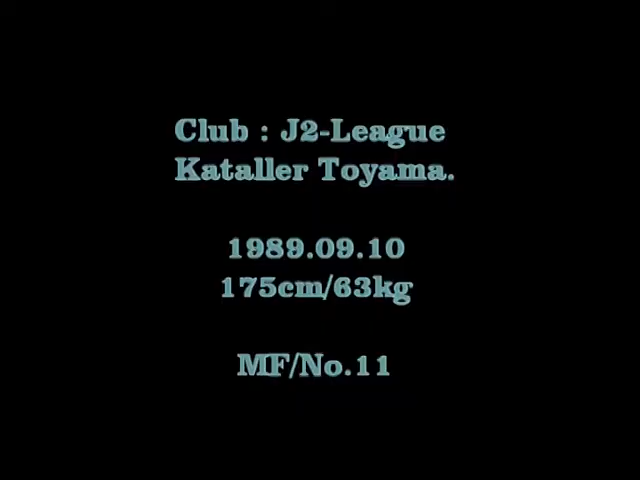 Club : J2-League
Kataller Toyama.
1989.09.10
175cm/63kg
MF/No.11